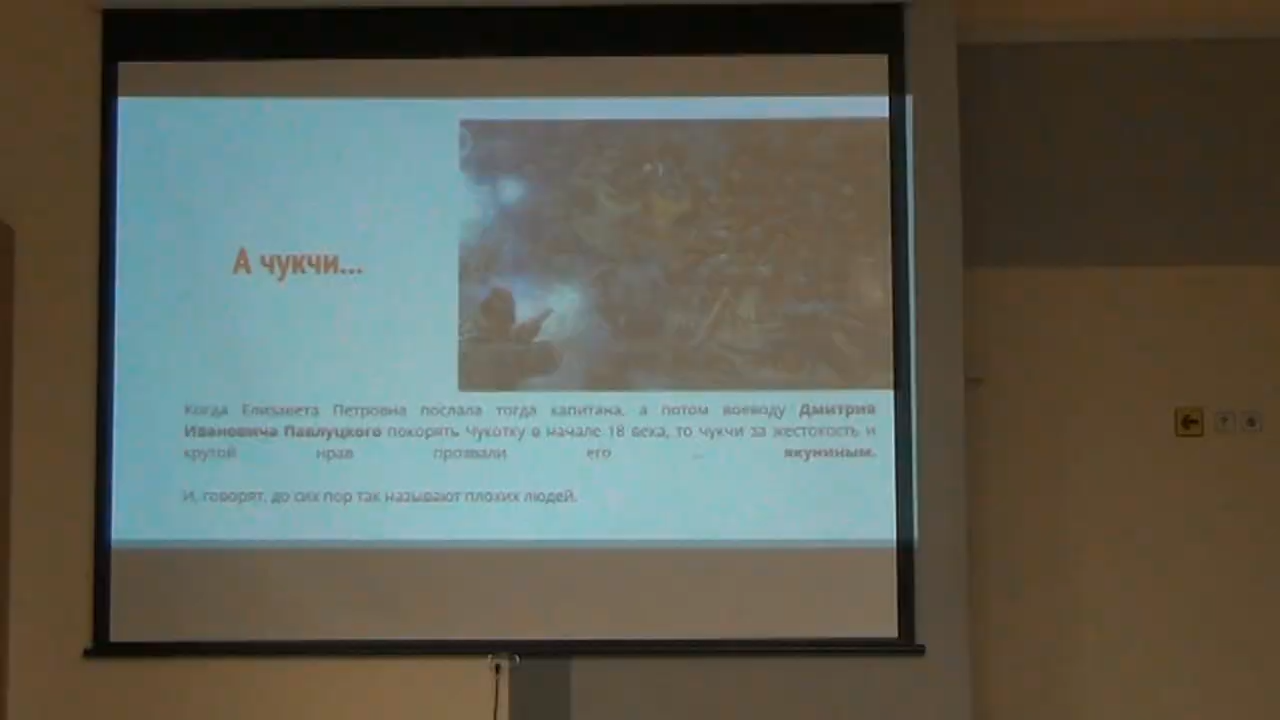 А чукчи...
Когда Елизавета Петровна послала тогда капитана, а потом воеводу Дмитрия
Ивановича Павлуцкого покорять Чукотку в начале 18 века, то чукчи за жестокость и
крутой нрав прозвали его ... якуниным.
И, говорят, до сих пор так называют плохих людей.